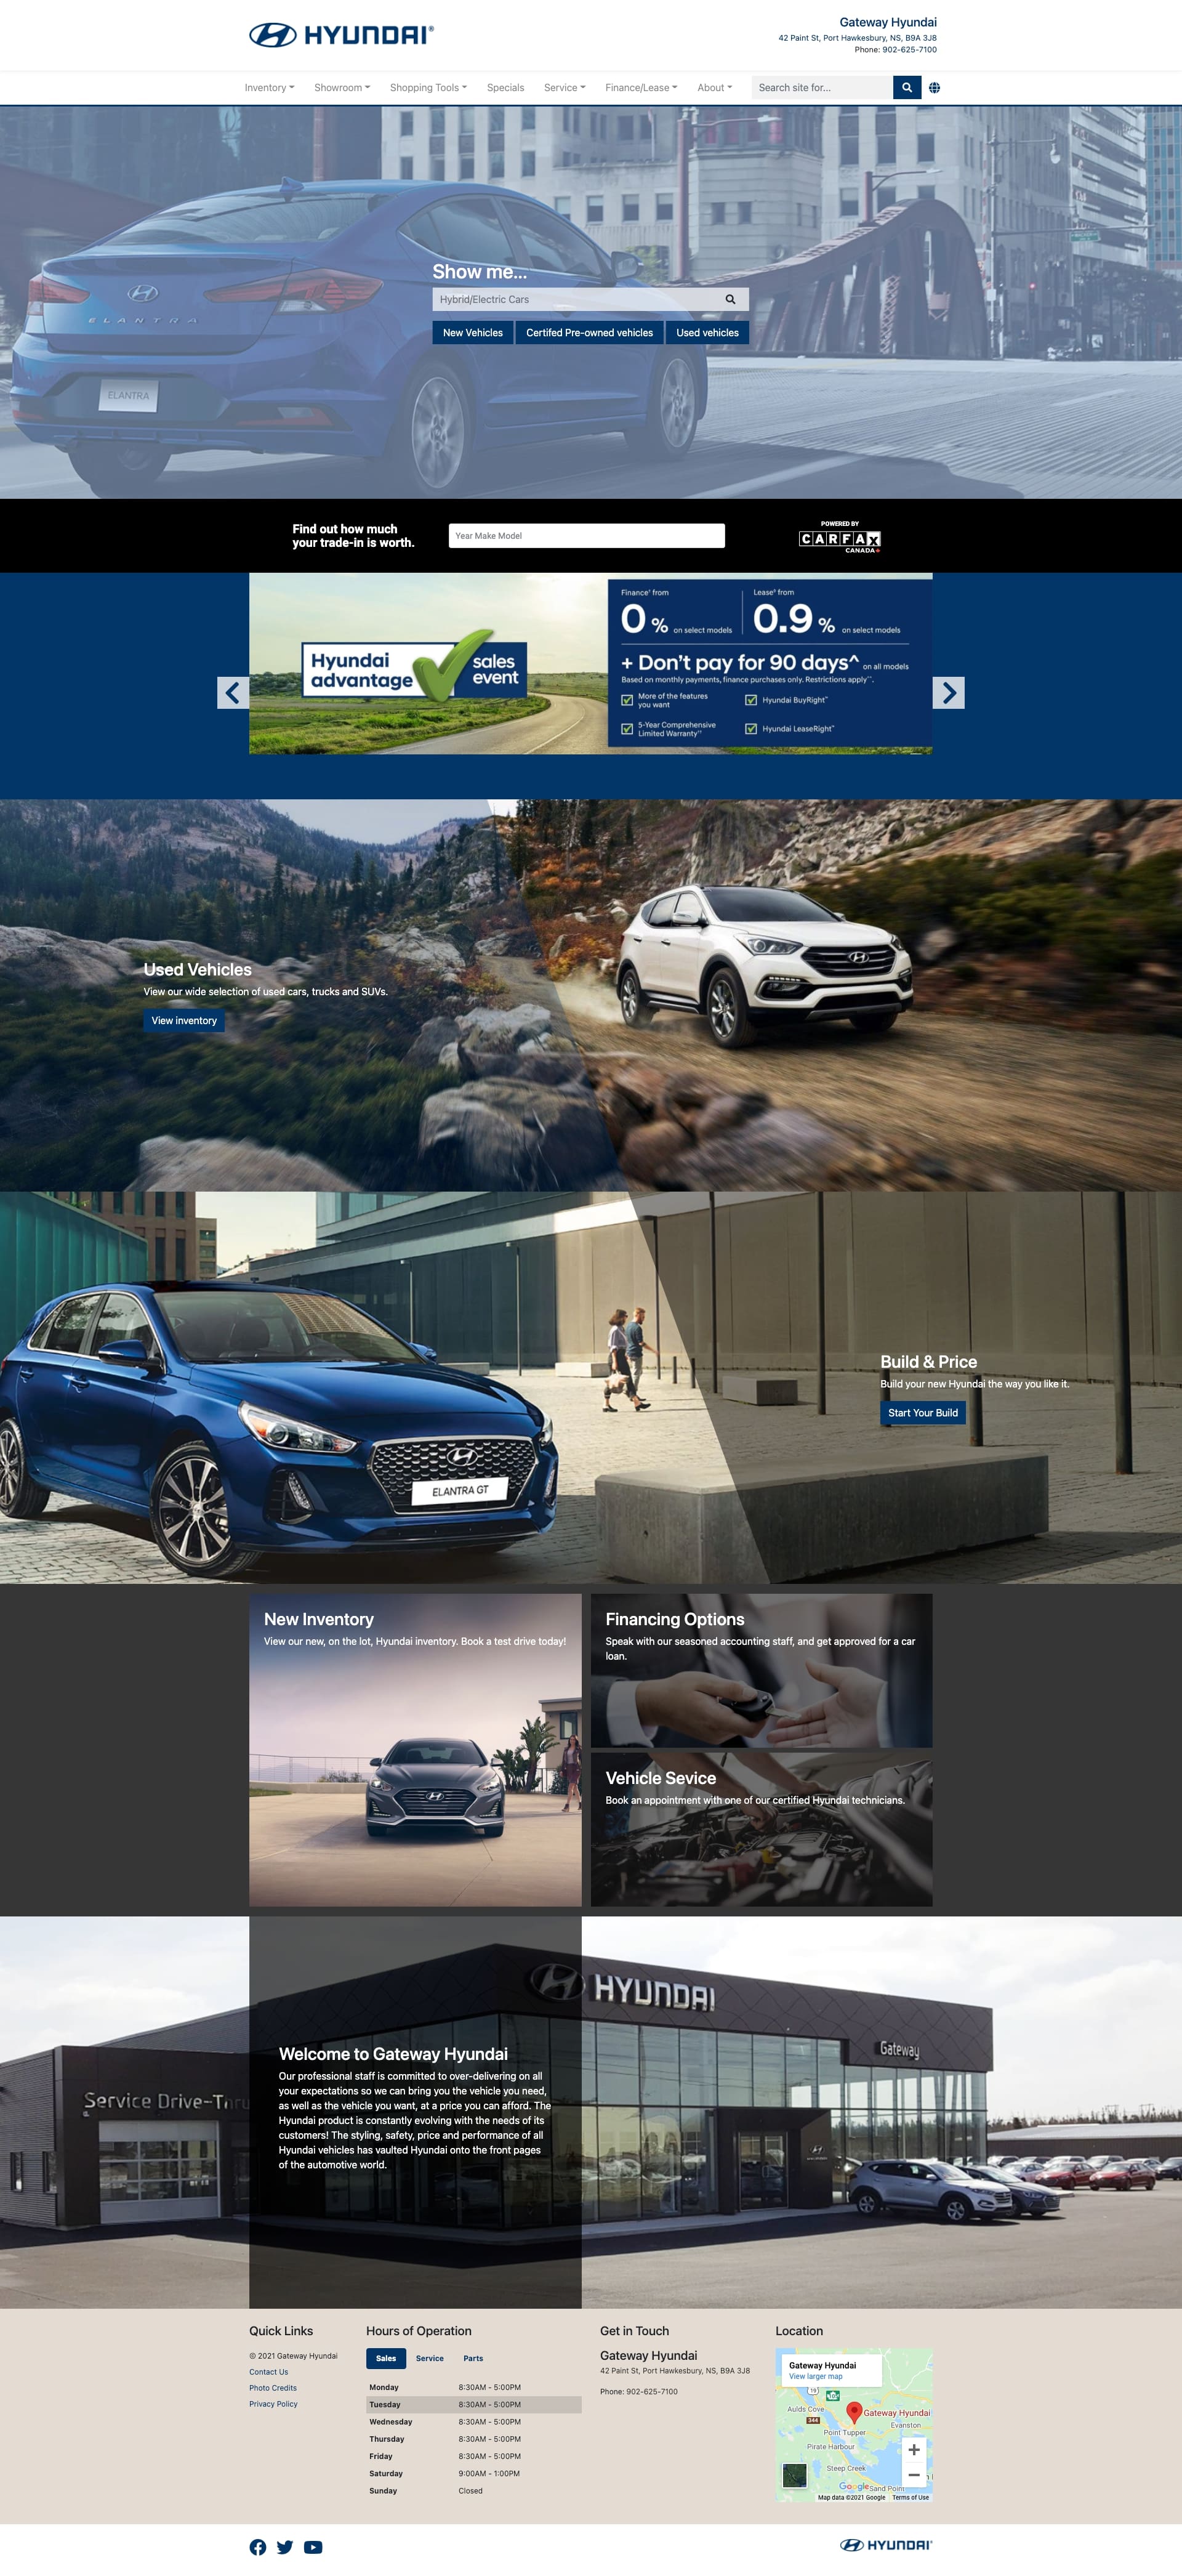 HYUNDAI
Gateway Hyundai
42 Paint St, Port Hawkesbury, NS, B9A 3J8
Phone: 902-625-7100
Inventory
Showroom
Shopping Tools
Specials
Service
Finance/Lease
About
Search site for...
Show me...
Hybrid/Electric Cars
New Vehicles
Certifed Pre-owned vehicles
Used vehicles
ELANTRA
ELANTRA
Find out how much
your trade-in is worth.
Year Make Model
POWERED BY
CARFAX
CANADA
Hyundai
advantage
sales
event
Finance† from
0 % on select models
Lease◊ from
0.9 % on select models
+ Don't pay for 90 days^ on all models
Based on monthly payments, finance purchases only. Restrictions apply^^.
More of the features
you want
Hyundai BuyRight
5-Year Comprehensive
Limited Warranty††
Hyundai LeaseRight
Used Vehicles
View our wide selection of used cars, trucks and SUVs.
View inventory
Build & Price
Build your new Hyundai the way you like it.
Start Your Build
ELANTRA GT
New Inventory
View our new, on the lot, Hyundai inventory. Book a test drive today!
Financing Options
Speak with our seasoned accounting staff, and get approved for a car
loan.
Vehicle Sevice
Book an appointment with one of our certified Hyundai technicians.
HYUNDAI
Gateway
Service Drive-Thru
Welcome to Gateway Hyundai
Our professional staff is committed to over-delivering on all
your expectations so we can bring you the vehicle you need,
as well as the vehicle you want, at a price you can afford. The
Hyundai product is constantly evolving with the needs of its
customers! The styling, safety, price and performance of all
Hyundai vehicles has vaulted Hyundai onto the front pages
of the automotive world.
Quick Links
© 2021 Gateway Hyundai
Contact Us
Photo Credits
Privacy Policy
Hours of Operation
Sales
Service
Parts
Monday 8:30AM - 5:00PM
Tuesday 8:30AM - 5:00PM
Wednesday 8:30AM - 5:00PM
Thursday 8:30AM - 5:00PM
Friday 8:30AM - 5:00PM
Saturday 9:00AM - 1:00PM
Sunday Closed
Get in Touch
Gateway Hyundai
42 Paint St, Port Hawkesbury, NS, B9A 3J8
Phone: 902-625-7100
Location
Gateway Hyundai
View larger map
19
Aulds Cove
Gateway Hyundai
344
Evanston
Point Tupper
Pirate Harbour
Steep Creek
Google
Sand Point
Map data ©2021 Google
Terms of Use
HYUNDAI